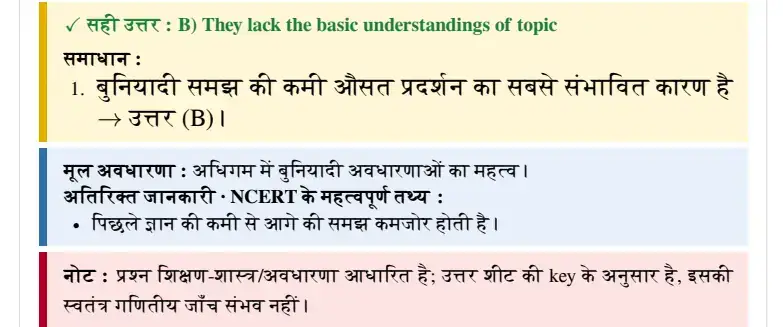 ✓ सही उत्तर : B) They lack the basic understandings of topic
समाधान :
1. बुनियादी समझ की कमी औसत प्रदर्शन का सबसे संभावित कारण है
→ उत्तर (B)।
मूल अवधारणा : अधिगम में बुनियादी अवधारणाओं का महत्व।
अतिरिक्त जानकारी · NCERT के महत्वपूर्ण तथ्य :
• पिछले ज्ञान की कमी से आगे की समझ कमजोर होती है।
नोट : प्रश्न शिक्षण-शास्त्र/अवधारणा आधारित है; उत्तर शीट की key के अनुसार है, इसकी
स्वतंत्र गणितीय जाँच संभव नहीं।